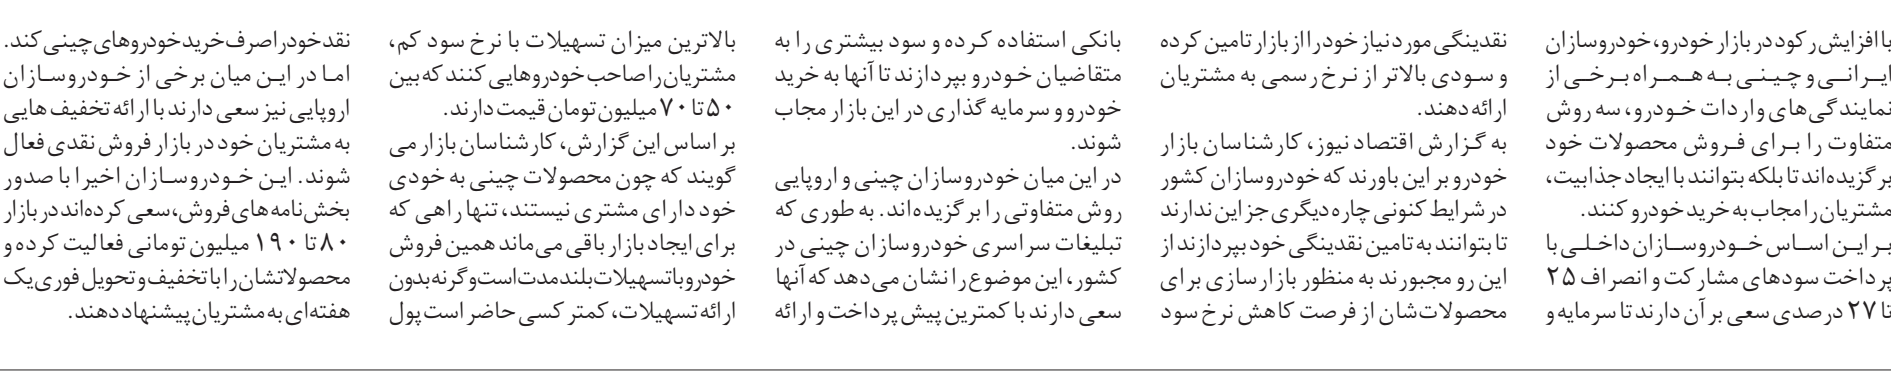 با افزایش رکود در بازار خودرو، خودروسازان
ایرانی و چینی به همراه برخی از
نمایندگی‌های واردات خودرو، سه روش
متفاوت را برای فروش محصولات خود
برگزیده‌اند تا بلکه بتوانند با ایجاد جذابیت،
مشتریان را مجاب به خرید خودرو کنند.
بر این اساس خودروسازان داخلی با
پرداخت سودهای مشارکت و انصراف ۲۵
تا ۲۷ درصدی سعی بر آن دارند تا سرمایه و
نقدینگی مورد نیاز خود را از بازار تامین کرده
و سودی بالاتر از نرخ رسمی به مشتریان
ارائه دهند.
به گزارش اقتصاد نیوز، کارشناسان بازار
خودرو بر این باورند که خودروسازان کشور
در شرایط کنونی چاره دیگری جز این ندارند
تا بتوانند به تامین نقدینگی خود بپردازند از
این رو مجبورند به منظور بازارسازی برای
محصولات‌شان از فرصت کاهش نرخ سود
بانکی استفاده کرده و سود بیشتری را به
متقاضیان خودرو بپردازند تا آنها به خرید
خودرو و سرمایه گذاری در این بازار مجاب
شوند.
در این میان خودروسازان چینی و اروپایی
روش متفاوتی را برگزیده‌اند. به طوری که
تبلیغات سراسری خودروسازان چینی در
کشور، این موضوع را نشان می‌دهد که آنها
سعی دارند با کمترین پیش پرداخت و ارائه
بالاترین میزان تسهیلات با نرخ سود کم،
مشتریان را صاحب خودروهایی کنند که بین
۵۰ تا ۷۰ میلیون تومان قیمت دارند.
بر اساس این گزارش، کارشناسان بازار می
گویند که چون محصولات چینی به خودی
خود دارای مشتری نیستند، تنها راهی که
برای ایجاد بازار باقی می‌ماند همین فروش
خودرو با تسهیلات بلندمدت است و گرنه بدون
ارائه تسهیلات، کمتر کسی حاضر است پول
نقد خود را صرف خرید خودروهای چینی کند.
اما در این میان برخی از خودروسازان
اروپایی نیز سعی دارند با ارائه تخفیف هایی
به مشتریان خود در بازار فروش نقدی فعال
شوند. این خودروسازان اخیرا با صدور
بخش‌نامه‌های فروش، سعی کرده‌اند در بازار
۸۰ تا ۱۹۰ میلیون تومانی فعالیت کرده و
محصولاتشان را با تخفیف و تحویل فوری یک
هفته‌ای به مشتریان پیشنهاد دهند.